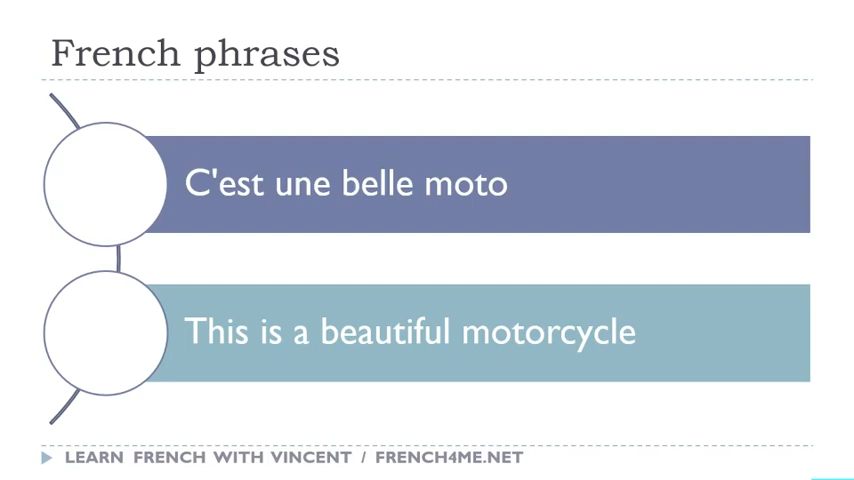 French phrases
C'est une belle moto
This is a beautiful motorcycle
LEARN FRENCH WITH VINCENT / FRENCH4ME.NET